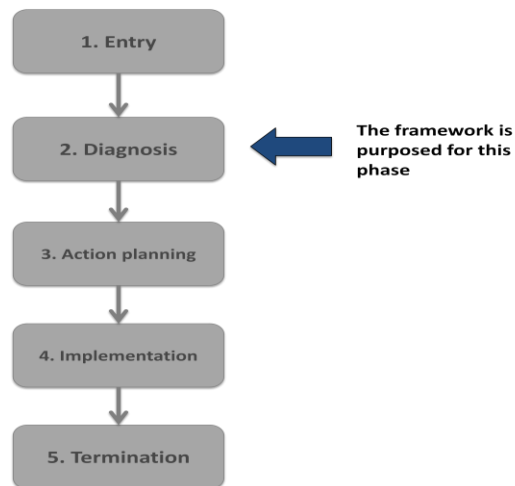 1. Entry
2. Diagnosis
The framework is
purposed for this
phase
3. Action planning
4. Implementation
5. Termination